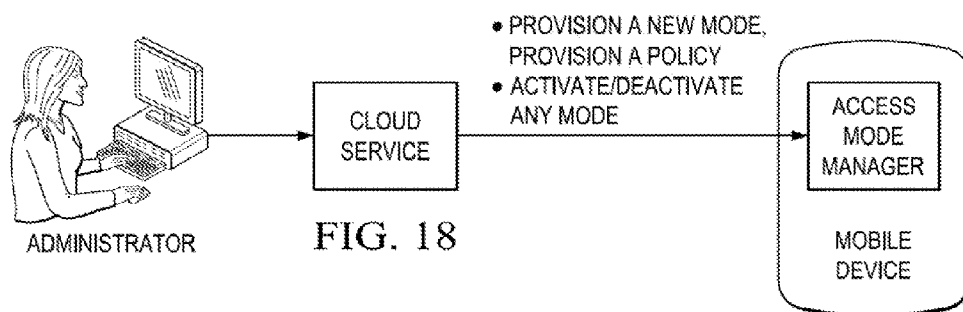 • PROVISION A NEW MODE,
PROVISION A POLICY
• ACTIVATE/DEACTIVATE
ANY MODE
CLOUD
SERVICE
ACCESS
MODE
MANAGER
ADMINISTRATOR
FIG. 18
MOBILE
DEVICE